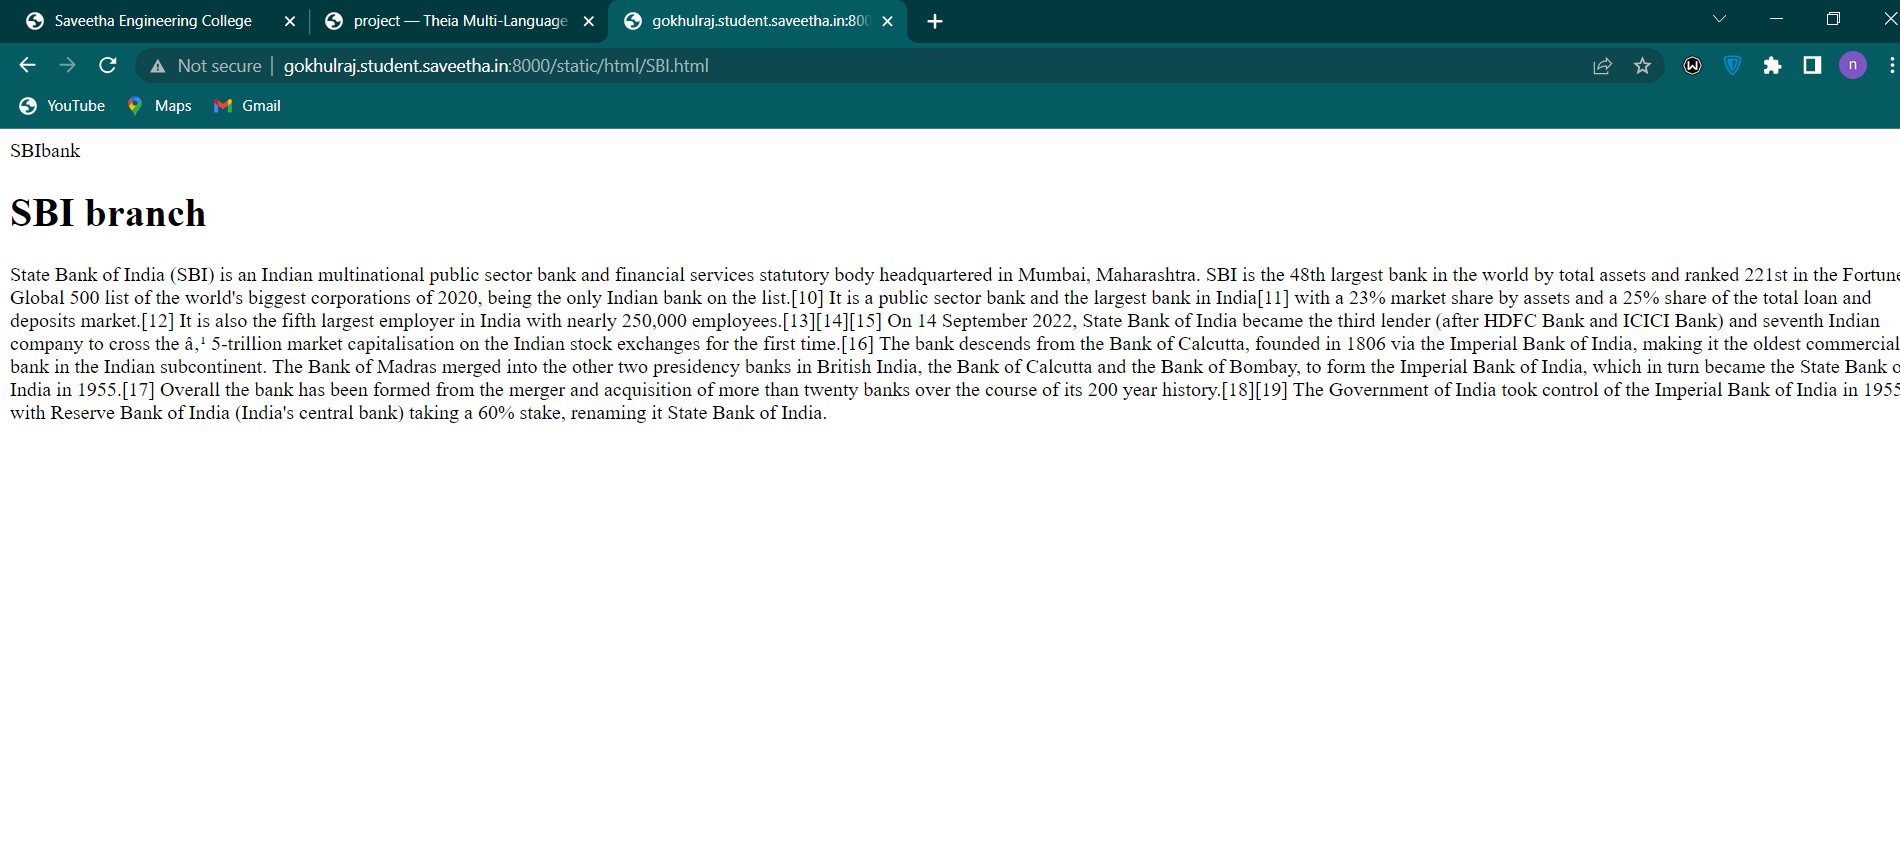 Saveetha Engineering College
project — Theia Multi-Language
gokhulraj.student.saveetha.in:800
Not secure | gokhulraj.student.saveetha.in:8000/static/html/SBI.html
n
YouTube Maps Gmail
SBIbank
SBI branch
State Bank of India (SBI) is an Indian multinational public sector bank and financial services statutory body headquartered in Mumbai, Maharashtra. SBI is the 48th largest bank in the world by total assets and ranked 221st in the Fortune
Global 500 list of the world's biggest corporations of 2020, being the only Indian bank on the list.[10] It is a public sector bank and the largest bank in India[11] with a 23% market share by assets and a 25% share of the total loan and
deposits market.[12] It is also the fifth largest employer in India with nearly 250,000 employees.[13][14][15] On 14 September 2022, State Bank of India became the third lender (after HDFC Bank and ICICI Bank) and seventh Indian
company to cross the â‚¹ 5-trillion market capitalisation on the Indian stock exchanges for the first time.[16] The bank descends from the Bank of Calcutta, founded in 1806 via the Imperial Bank of India, making it the oldest commercial
bank in the Indian subcontinent. The Bank of Madras merged into the other two presidency banks in British India, the Bank of Calcutta and the Bank of Bombay, to form the Imperial Bank of India, which in turn became the State Bank o
India in 1955.[17] Overall the bank has been formed from the merger and acquisition of more than twenty banks over the course of its 200 year history.[18][19] The Government of India took control of the Imperial Bank of India in 1955
with Reserve Bank of India (India's central bank) taking a 60% stake, renaming it State Bank of India.